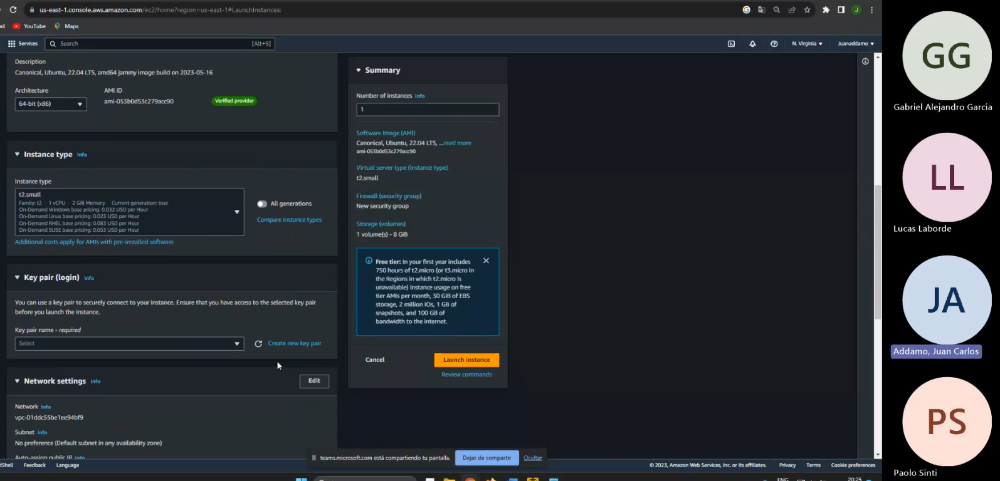 us-east-1.console.aws.amazon.com/ec2/home?region=us-east-1#LaunchInstances:
J
ail YouTube Maps
Services Search [Alt+S] N. Virginia Juanaddamo
Description
Canonical, Ubuntu, 22.04 LTS, amd64 jammy image build on 2023-05-16
Architecture AMI ID
64-bit (x86) ami-053b0d53c279acc90 Verified provider
Instance type Info
Instance type
t2.small
Family: t2 1 vCPU 2 GiB Memory Current generation: true
On-Demand Windows base pricing: 0.032 USD per Hour
On-Demand Linux base pricing: 0.023 USD per Hour
On-Demand RHEL base pricing: 0.083 USD per Hour
On-Demand SUSE base pricing: 0.053 USD per Hour
All generations
Compare instance types
Additional costs apply for AMIs with pre-installed software
Key pair (login) Info
You can use a key pair to securely connect to your instance. Ensure that you have access to the selected key pair
before you launch the instance.
Key pair name - required
Select Create new key pair
Network settings Info Edit
Network Info
vpc-01ddc55be1ee94bf9
Subnet Info
No preference (Default subnet in any availability zone)
Auto-assign public IP Info
Summary
Number of instances Info
1
Software Image (AMI)
Canonical, Ubuntu, 22.04 LTS, ...read more
ami-053b0d53c279acc90
Virtual server type (instance type)
t2.small
Firewall (security group)
New security group
Storage (volumes)
1 volume(s) - 8 GiB
Free tier: In your first year includes
750 hours of t2.micro (or t3.micro in
the Regions in which t2.micro is
unavailable) instance usage on free
tier AMIs per month, 30 GiB of EBS
storage, 2 million IOs, 1 GB of
snapshots, and 100 GB of
bandwidth to the internet.
Cancel Launch instance
Review commands
teams.microsoft.com está compartiendo tu pantalla. Dejar de compartir Ocultar
dShell Feedback Language © 2023, Amazon Web Services, Inc. or its affiliates. Privacy Terms Cookie preferences
ENG 20:25
GG
Gabriel Alejandro Garcia
LL
Lucas Laborde
JA
Addamo, Juan Carlos
PS
Paolo Sinti